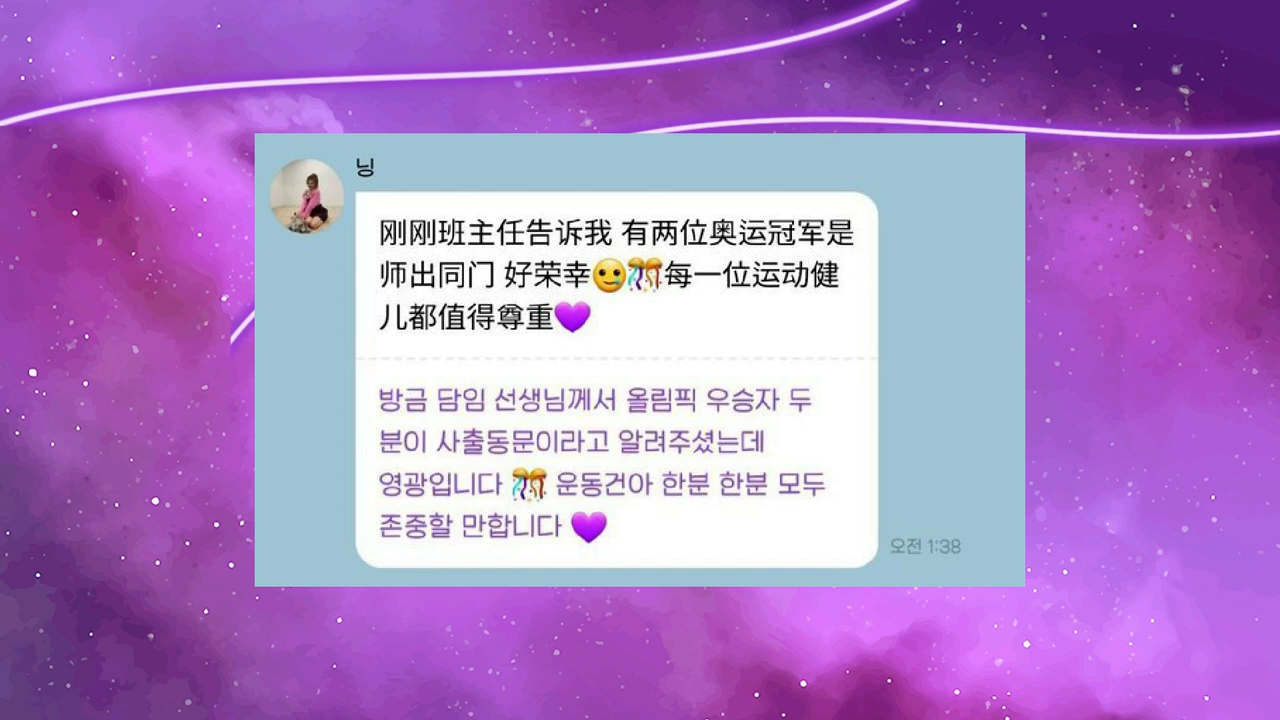 닝
刚刚班主任告诉我 有两位奥运冠军是
师出同门 好荣幸🥲🎊每一位运动健
儿都值得尊重💜
방금 담임 선생님께서 올림픽 우승자 두
분이 사출동문이라고 알려주셨는데
영광입니다 🎊 운동건아 한분 한분 모두
존중할 만합니다 💜
오전 1:38